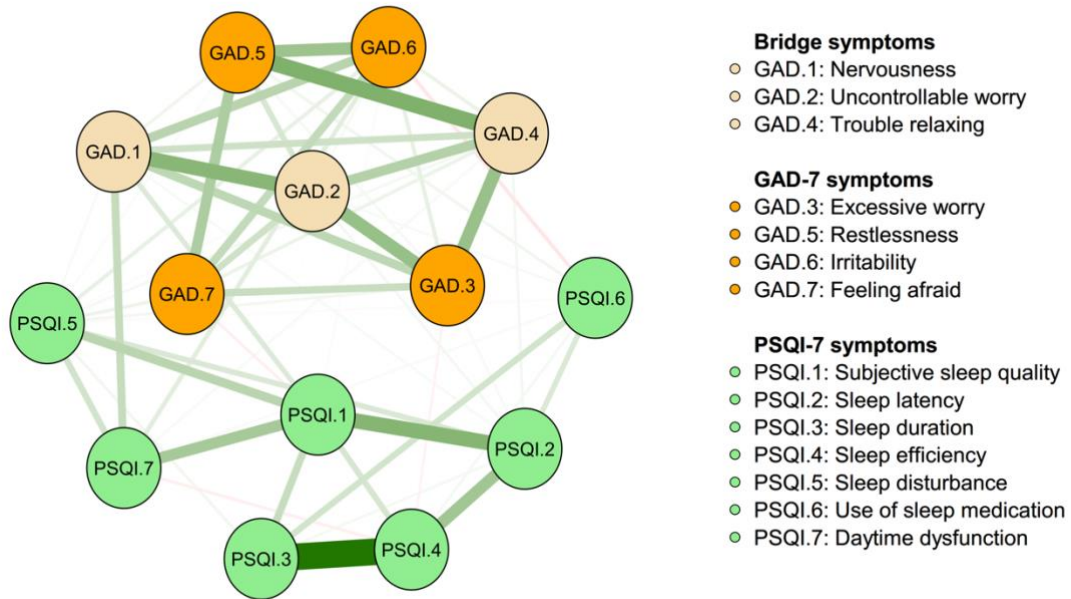 GAD.5
GAD.6
GAD.4
GAD.1
GAD.2
GAD.7
GAD.3
PSQI.6
PSQI.5
PSQI.1
PSQI.2
PSQI.7
PSQI.3
PSQI.4
Bridge symptoms
GAD.1: Nervousness
GAD.2: Uncontrollable worry
GAD.4: Trouble relaxing
GAD-7 symptoms
GAD.3: Excessive worry
GAD.5: Restlessness
GAD.6: Irritability
GAD.7: Feeling afraid
PSQI-7 symptoms
PSQI.1: Subjective sleep quality
PSQI.2: Sleep latency
PSQI.3: Sleep duration
PSQI.4: Sleep efficiency
PSQI.5: Sleep disturbance
PSQI.6: Use of sleep medication
PSQI.7: Daytime dysfunction